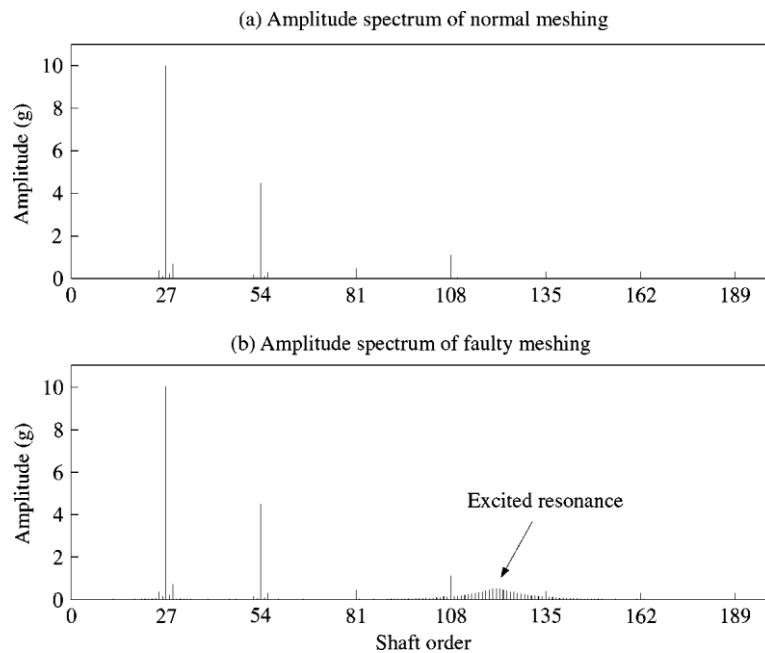 (a) Amplitude spectrum of normal meshing
10
8
6
4
2
0
Amplitude (g)
0 27 54 81 108 135 162 189
(b) Amplitude spectrum of faulty meshing
10
8
6
4
2
0
Amplitude (g)
Excited resonance
0 27 54 81 108 135 162 189
Shaft order